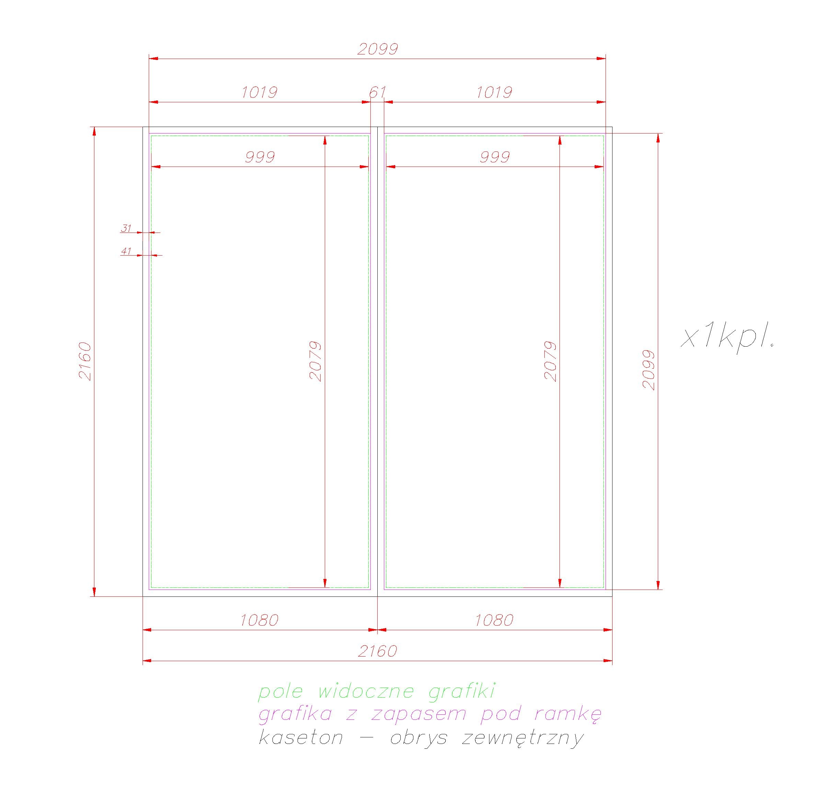 2099
1019 61 1019
999 999
31
41
2160 2079 2079 2099
x1kpl.
1080 1080
2160
pole widoczne grafiki
grafika z zapasem pod ramkę
kaseton – obrys zewnętrzny